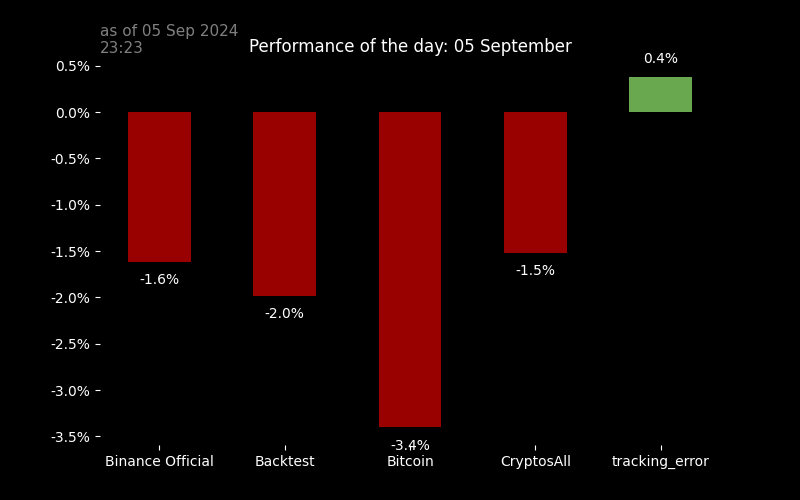 as of 05 Sep 2024
23:23
Performance of the day: 05 September
0.5%
0.0%
-0.5%
-1.0%
-1.5%
-2.0%
-2.5%
-3.0%
-3.5%
-1.6%
-2.0%
-3.4%
-1.5%
0.4%
Binance Official
Backtest
Bitcoin
CryptosAll
tracking_error